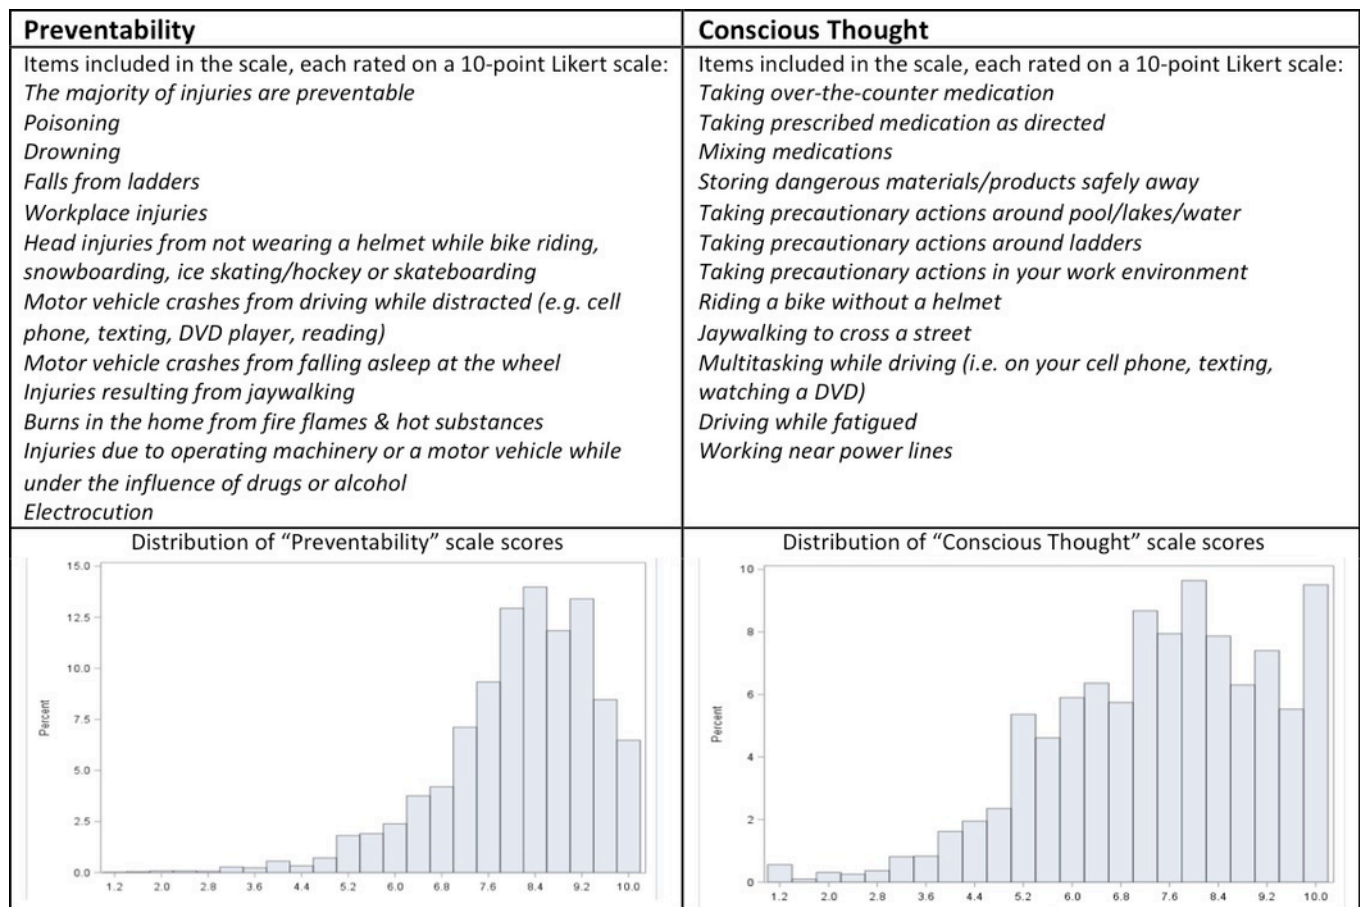 Preventability
Items included in the scale, each rated on a 10-point Likert scale:
The majority of injuries are preventable
Poisoning
Drowning
Falls from ladders
Workplace injuries
Head injuries from not wearing a helmet while bike riding,
snowboarding, ice skating/hockey or skateboarding
Motor vehicle crashes from driving while distracted (e.g. cell
phone, texting, DVD player, reading)
Motor vehicle crashes from falling asleep at the wheel
Injuries resulting from jaywalking
Burns in the home from fire flames & hot substances
Injuries due to operating machinery or a motor vehicle while
under the influence of drugs or alcohol
Electrocution
Conscious Thought
Items included in the scale, each rated on a 10-point Likert scale:
Taking over-the-counter medication
Taking prescribed medication as directed
Mixing medications
Storing dangerous materials/products safely away
Taking precautionary actions around pool/lakes/water
Taking precautionary actions around ladders
Taking precautionary actions in your work environment
Riding a bike without a helmet
Jaywalking to cross a street
Multitasking while driving (i.e. on your cell phone, texting,
watching a DVD)
Driving while fatigued
Working near power lines
Distribution of “Preventability” scale scores
15.0
12.5
10.0
7.5
5.0
2.5
0.0
Percent
1.2 2.0 2.8 3.6 4.4 5.2 6.0 6.8 7.6 8.4 9.2 10.0
Distribution of “Conscious Thought” scale scores
10
8
6
4
2
0
Percent
1.2 2.0 2.8 3.6 4.4 5.2 6.0 6.8 7.6 8.4 9.2 10.0